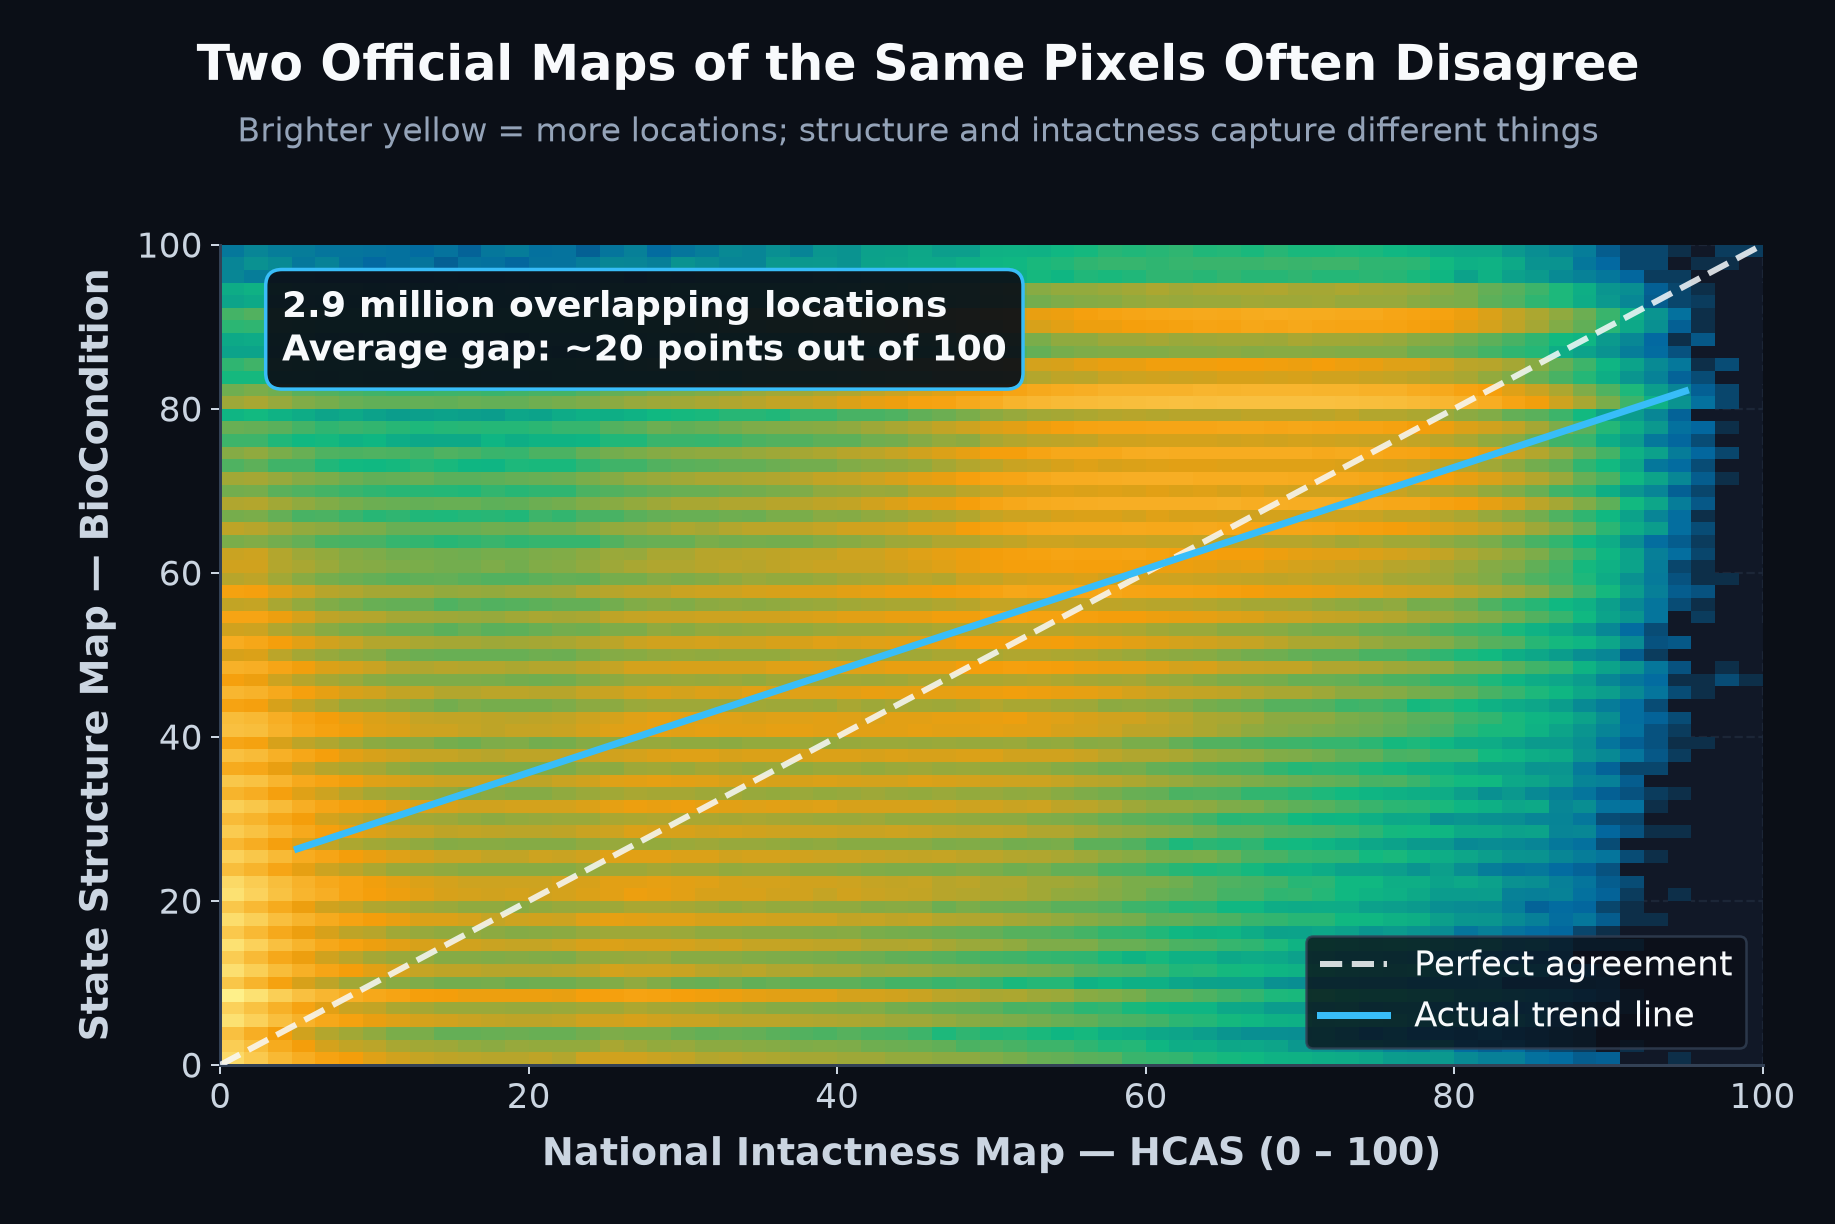 Two Official Maps of the Same Pixels Often Disagree
Brighter yellow = more locations; structure and intactness capture different things
2.9 million overlapping locations
Average gap: ~20 points out of 100
State Structure Map — BioCondition
100
80
60
40
20
0
0 20 40 60 80 100
National Intactness Map — HCAS (0 – 100)
Perfect agreement
Actual trend line